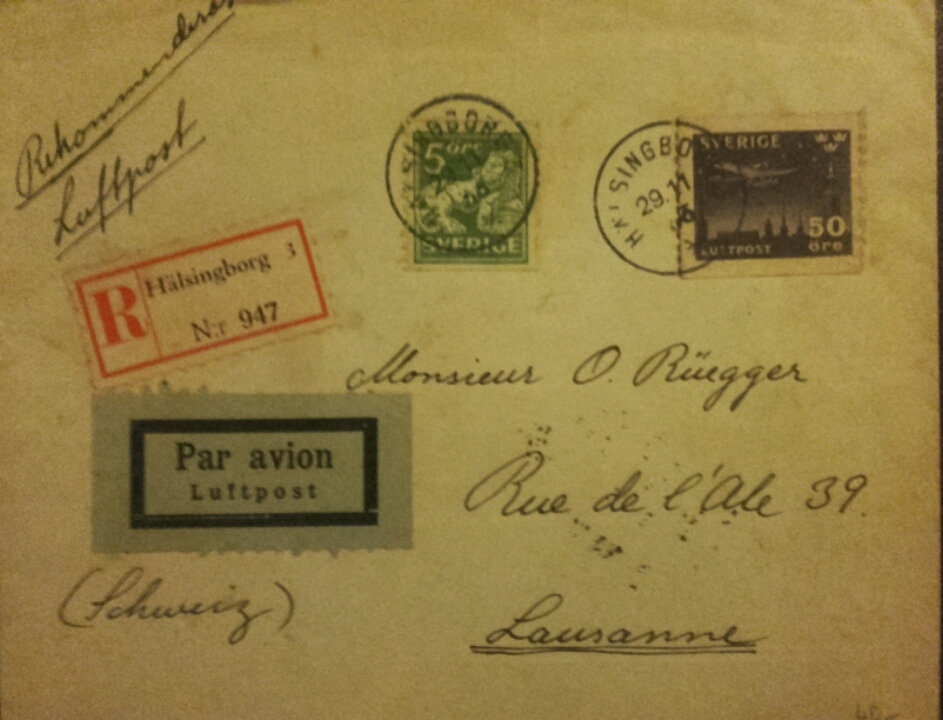 Rekommenderas
Luftpost
5 öre
SVERIGE
SINGBO
29.11
SVERIGE
LUFTPOST
50
öre
R
Hälsingborg 3
N:r 947
Monsieur O. Rüegger
Par avion
Luftpost
Rue de l'Ale 39.
(Schweiz)
Lausanne